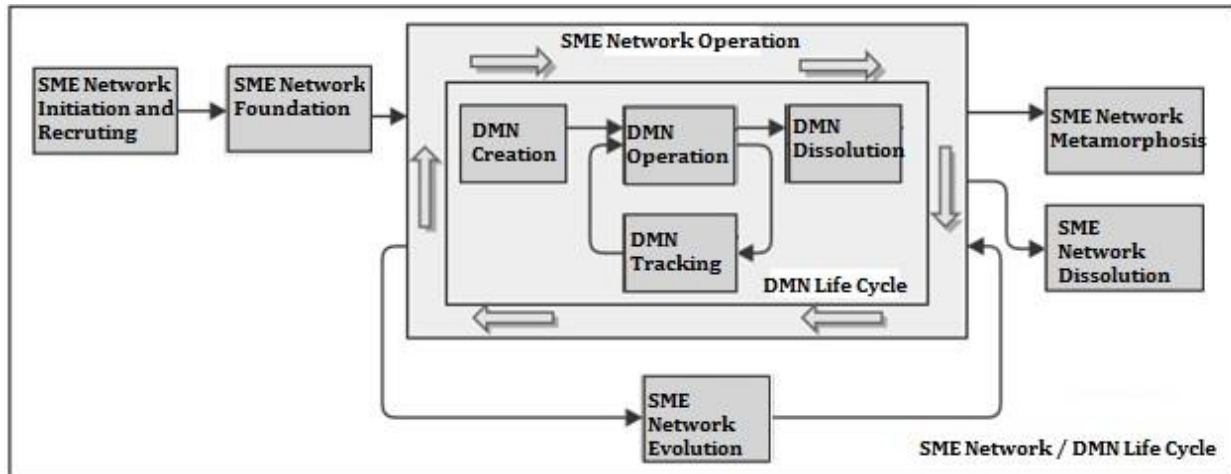 SME Network Operation
SME Network
Initiation and
Recruting
SME Network
Foundation
DMN
Creation
DMN
Operation
DMN
Dissolution
DMN
Tracking
DMN Life Cycle
SME Network
Metamorphosis
SME
Network
Dissolution
SME
Network
Evolution
SME Network / DMN Life Cycle